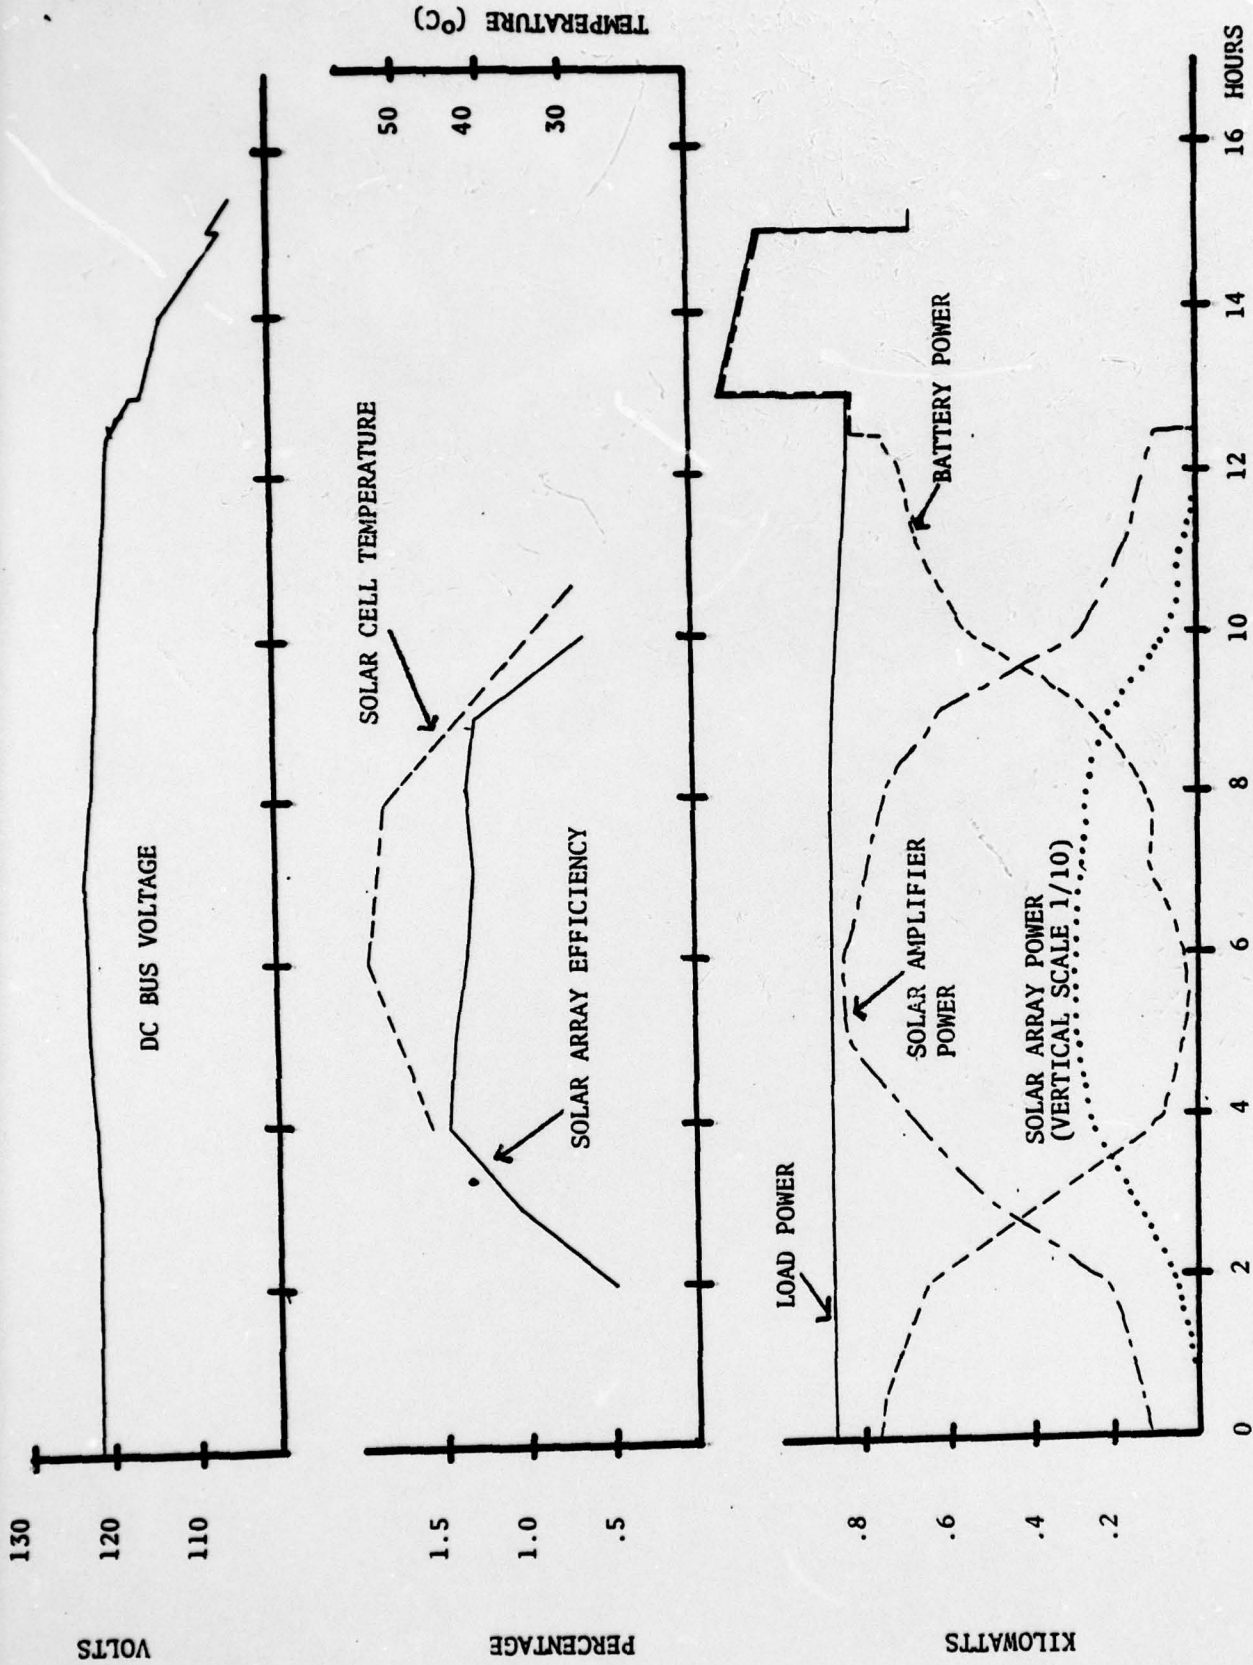 VOLTS
130
120
110
DC BUS VOLTAGE
PERCENTAGE
1.5
1.0
.5
TEMPERATURE (°C)
50
40
30
SOLAR CELL TEMPERATURE
SOLAR ARRAY EFFICIENCY
KILOWATTS
.8
.6
.4
.2
LOAD POWER
SOLAR AMPLIFIER
POWER
SOLAR ARRAY POWER
(VERTICAL SCALE 1/10)
BATTERY POWER
0
2
4
6
8
10
12
14
16
HOURS